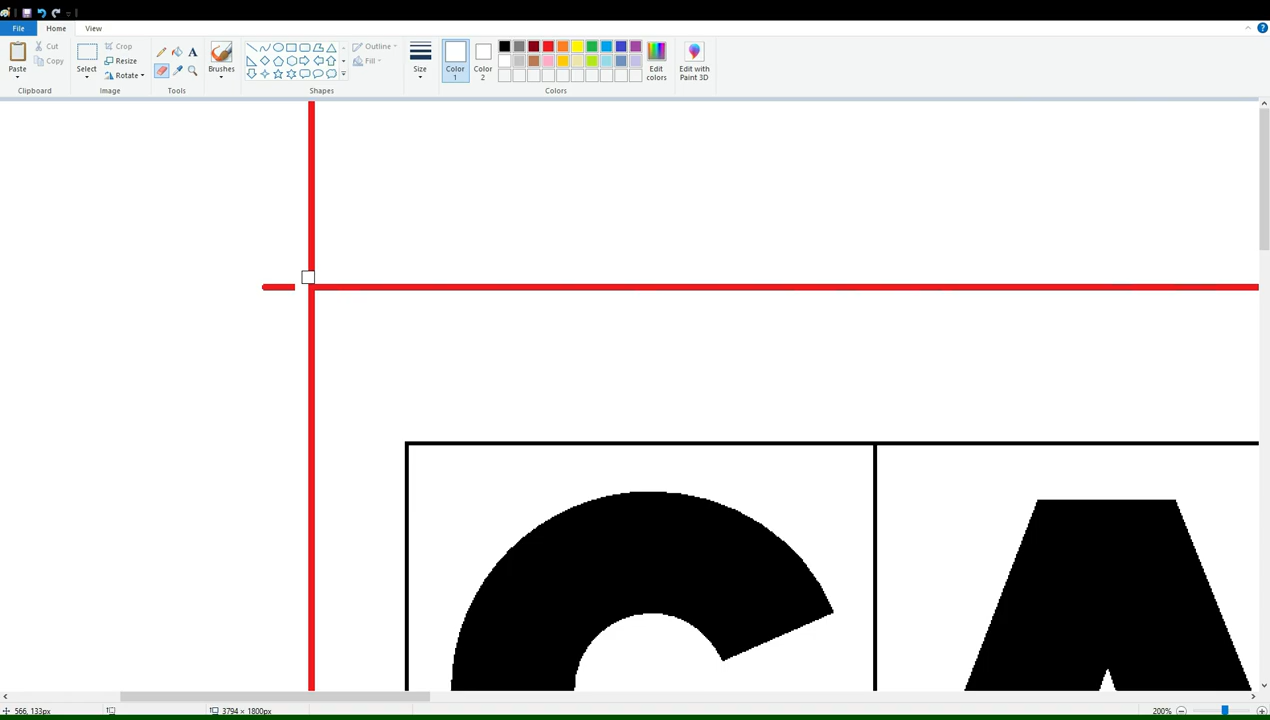 File Home View
Paste Cut Copy Clipboard
Select Crop Resize Rotate Image
Tools
Brushes
Outline Fill Shapes
Size
Color 1 Color 2 Edit colors Colors
Edit with Paint 3D
CA
566, 133px 3794 × 1800px 200%